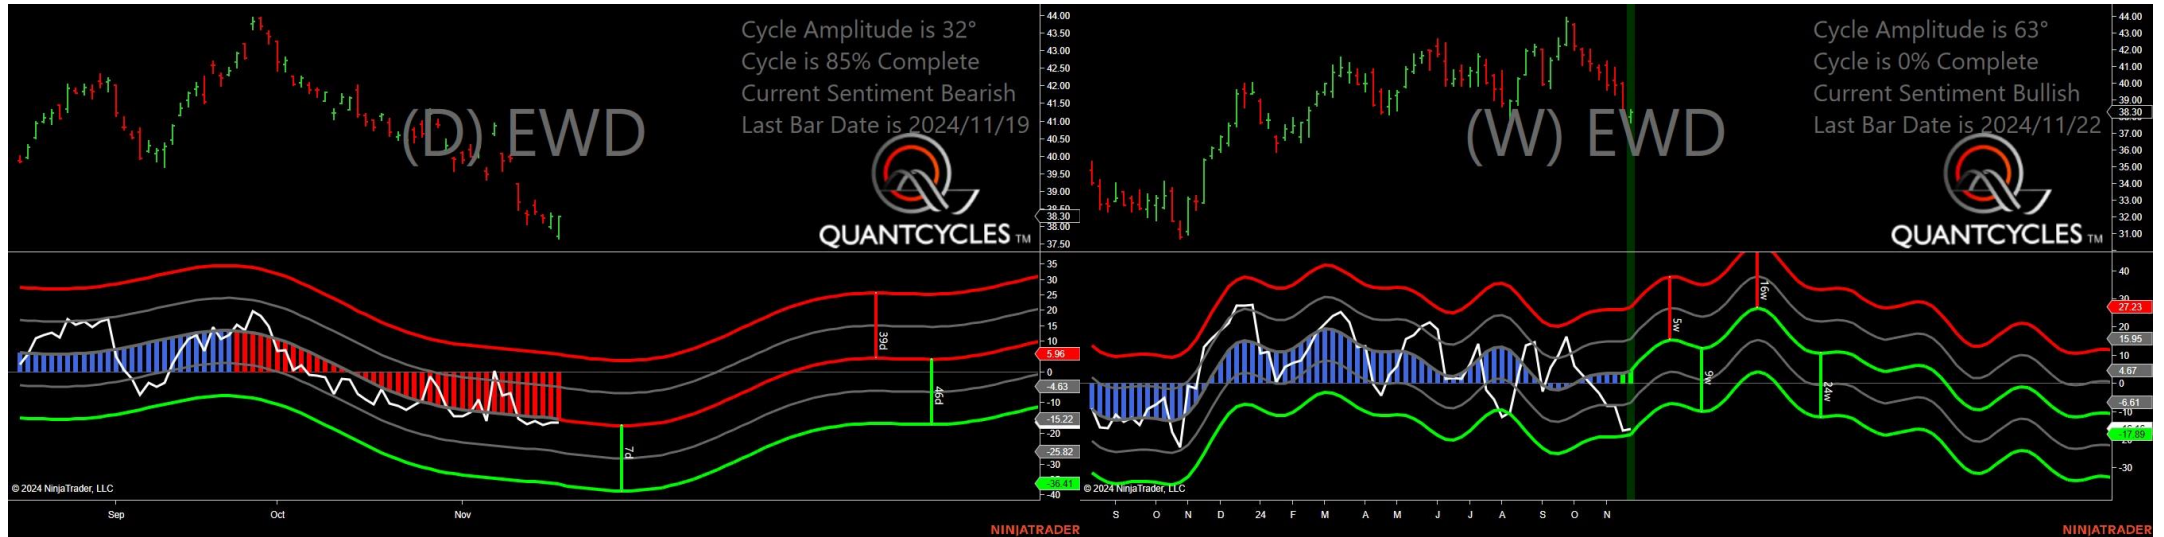 Cycle Amplitude is 32°
Cycle is 85% Complete
Current Sentiment Bearish
Last Bar Date is 2024/11/19
(D) EWD
QUANTCYCLES TM
44.00
43.50
43.00
42.50
42.00
41.50
41.00
40.50
40.00
39.50
39.00
38.30
38.00
37.50
35
30
25
20
15
10
5.96
0
-4.63
-10
-15.22
-20
-25.82
-30
-36.41
-40
39d
46d
7d
© 2024 NinjaTrader, LLC
Sep Oct Nov
NINJATRADER
Cycle Amplitude is 63°
Cycle is 0% Complete
Current Sentiment Bullish
Last Bar Date is 2024/11/22
(W) EWD
QUANTCYCLES TM
44.00
43.00
42.00
41.00
40.00
39.00
38.30
37.00
36.00
35.00
34.00
33.00
32.00
31.00
40
27.23
20
15.95
10
4.67
0
-6.61
-10
-17.89
-30
5w
16w
9w
24w
© 2024 NinjaTrader, LLC
S O N D 24 F M A M J J A S O N
NINJATRADER